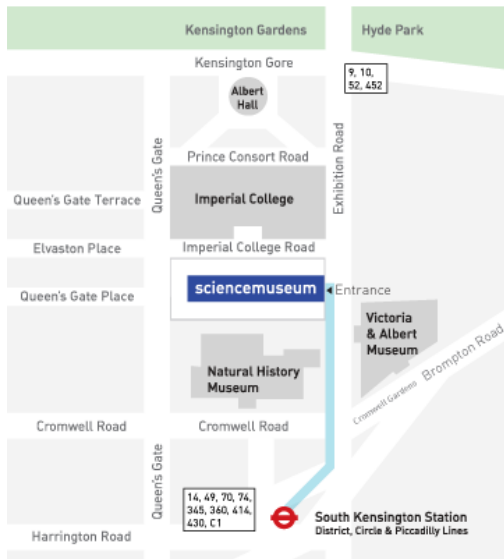 Kensington Gardens
Hyde Park
Kensington Gore
9, 10,
52, 452
Albert
Hall
Queen's Gate
Exhibition Road
Prince Consort Road
Queen's Gate Terrace
Imperial College
Elvaston Place
Imperial College Road
Queen's Gate Place
sciencemuseum
Entrance
Victoria
& Albert
Museum
Brompton Road
Natural History
Museum
Cromwell Gardens
Cromwell Road
Cromwell Road
Queen's Gate
14, 49, 70, 74,
345, 360, 414,
430, C1
South Kensington Station
District, Circle & Piccadilly Lines
Harrington Road